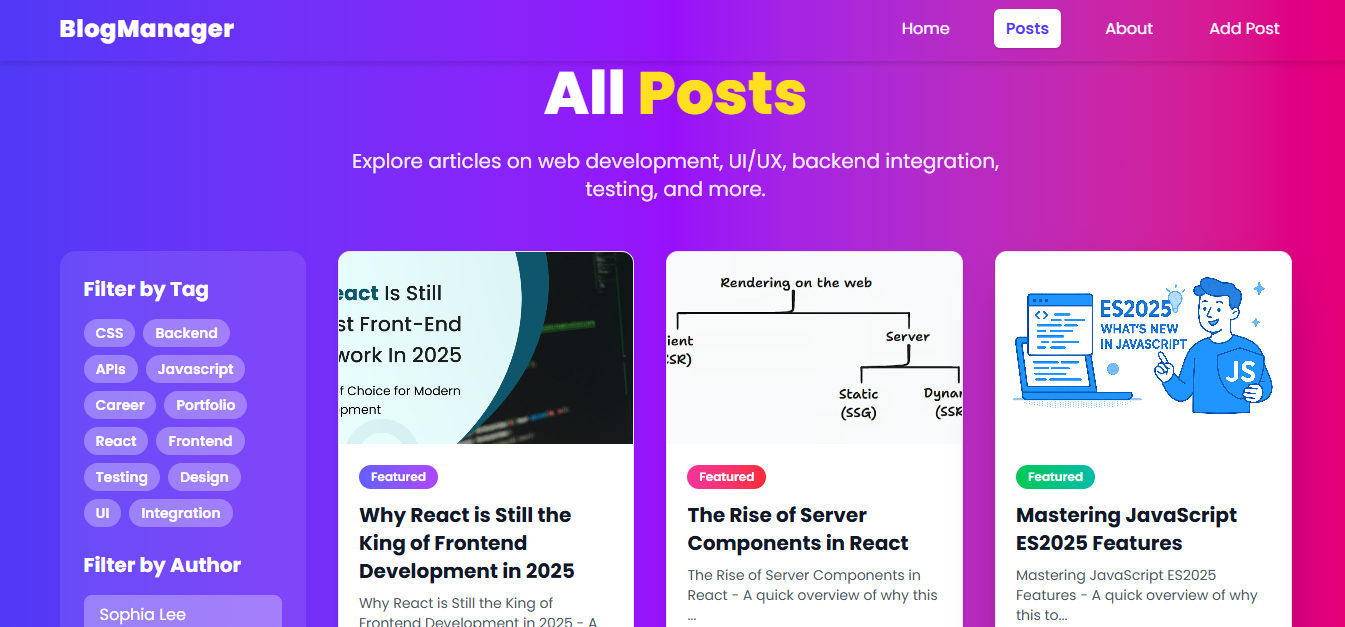 BlogManager
Home
Posts
About
Add Post
All Posts
Explore articles on web development, UI/UX, backend integration,
testing, and more.
Filter by Tag
CSS
Backend
APIs
Javascript
Career
Portfolio
React
Frontend
Testing
Design
UI
Integration
Filter by Author
Sophia Lee
eact Is Still
st Front-End
work In 2025
f Choice for Modern
pment
Featured
Why React is Still the
King of Frontend
Development in 2025
Why React is Still the King of
Frontend Development in 2025 - A
Rendering on the web
ient
Server
SR)
Static
(SSG)
Dynar
(SSR
Featured
The Rise of Server
Components in React
The Rise of Server Components in
React - A quick overview of why this
...
ES2025
WHAT'S NEW
IN JAVASCRIPT
JS
Featured
Mastering JavaScript
ES2025 Features
Mastering JavaScript ES2025
Features - A quick overview of why
this to...